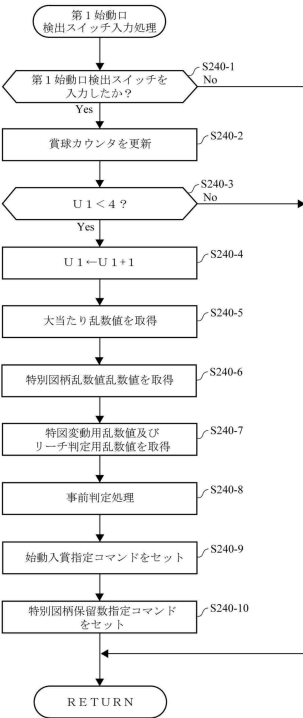 第１始動口
検出スイッチ入力処理
S240-1
第１始動口検出スイッチを
入力したか？
No
Yes
S240-2
賞球カウンタを更新
S240-3
Ｕ１＜４？
No
Yes
S240-4
Ｕ１←Ｕ１+１
S240-5
大当たり乱数値を取得
S240-6
特別図柄乱数値乱数値を取得
S240-7
特図変動用乱数値及び
リーチ判定用乱数値を取得
S240-8
事前判定処理
S240-9
始動入賞指定コマンドをセット
S240-10
特別図柄保留数指定コマンド
をセット
ＲＥＴＵＲＮ